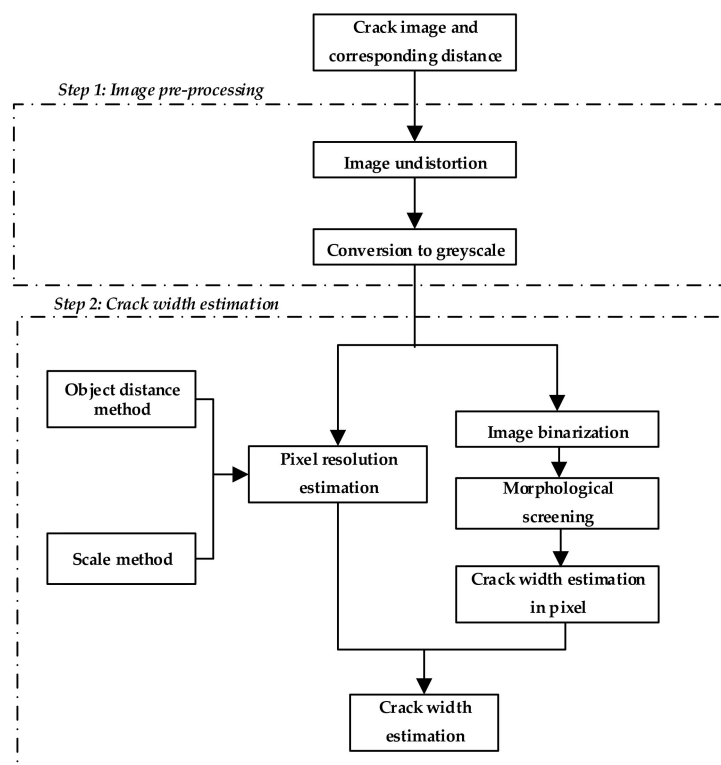 Crack image and
corresponding distance
Step 1: Image pre-processing
Image undistortion
Conversion to greyscale
Step 2: Crack width estimation
Object distance
method
Scale method
Pixel resolution
estimation
Image binarization
Morphological
screening
Crack width estimation
in pixel
Crack width
estimation